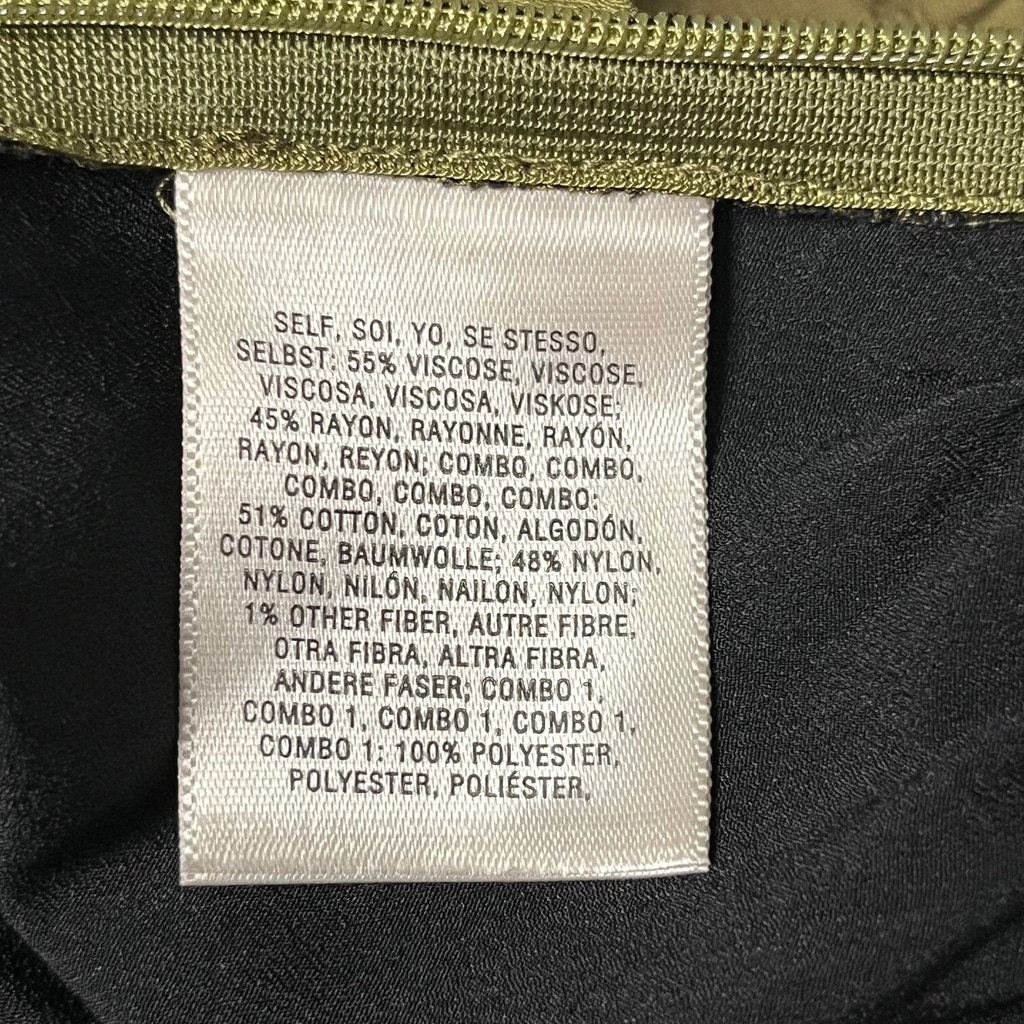 SELF, SOI, YO, SE STESSO,
SELBST: 55% VISCOSE, VISCOSE,
VISCOSA, VISCOSA, VISKOSE;
45% RAYON, RAYONNE, RAYÓN,
RAYON, REYON; COMBO, COMBO,
COMBO, COMBO, COMBO:
51% COTTON, COTON, ALGODÓN,
COTONE, BAUMWOLLE; 48% NYLON,
NYLON, NILÓN, NAILON, NYLON;
1% OTHER FIBER, AUTRE FIBRE,
OTRA FIBRA, ALTRA FIBRA,
ANDERE FASER; COMBO 1,
COMBO 1, COMBO 1, COMBO 1,
COMBO 1: 100% POLYESTER,
POLYESTER, POLIÉSTER,